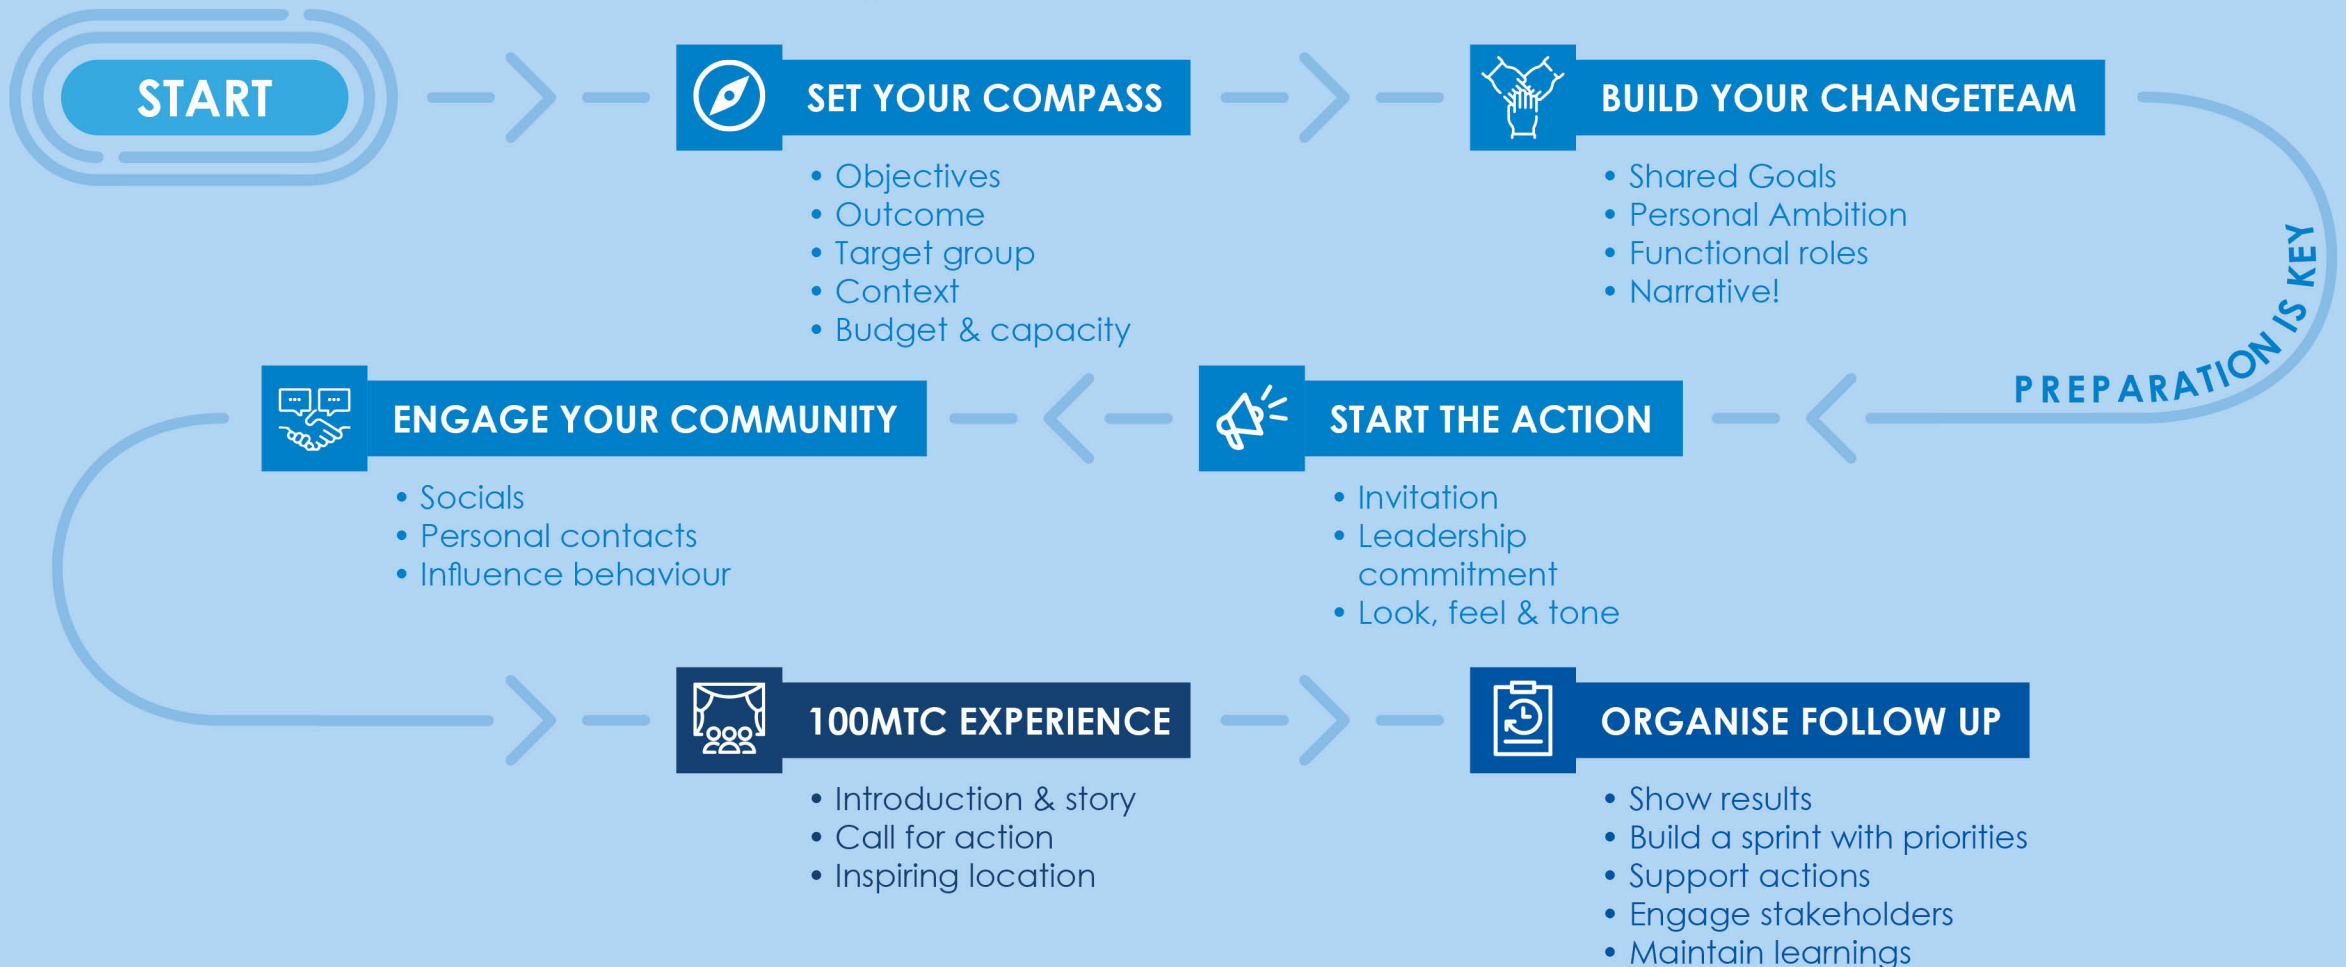 START
SET YOUR COMPASS
• Objectives
• Outcome
• Target group
• Context
• Budget & capacity
BUILD YOUR CHANGETEAM
• Shared Goals
• Personal Ambition
• Functional roles
• Narrative!
PREPARATION IS KEY
START THE ACTION
• Invitation
• Leadership
commitment
• Look, feel & tone
ENGAGE YOUR COMMUNITY
• Socials
• Personal contacts
• Influence behaviour
100MTC EXPERIENCE
• Introduction & story
• Call for action
• Inspiring location
ORGANISE FOLLOW UP
• Show results
• Build a sprint with priorities
• Support actions
• Engage stakeholders
• Maintain learnings